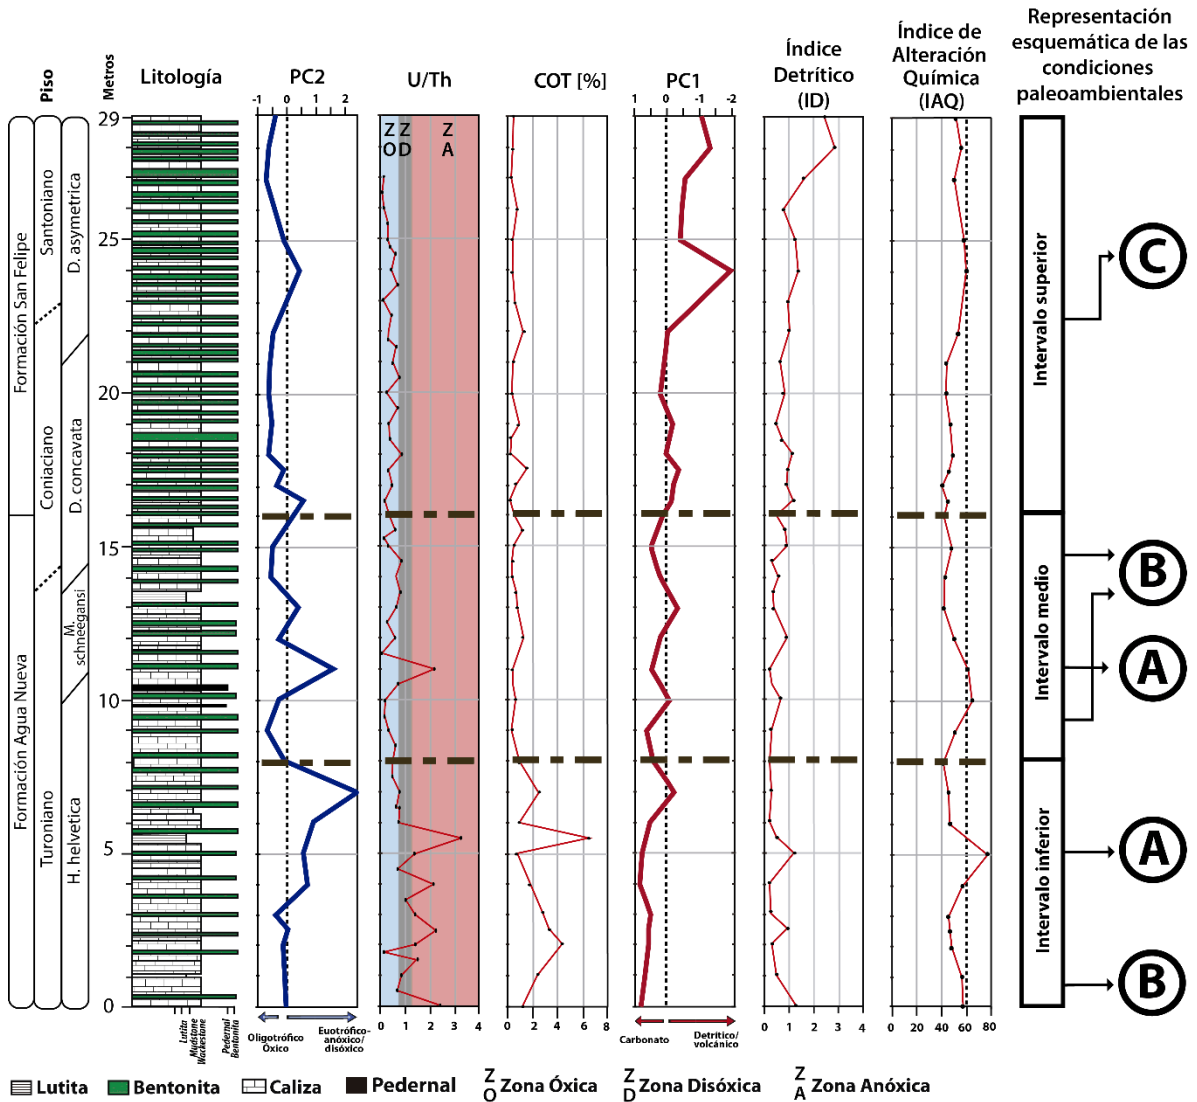 Representación
esquemática de las
condiciones
paleoambientales
Índice de
Alteración
Química
(IAQ)
Índice
Detrítico
(ID)
Piso
Metros
Litología
PC2
U/Th
COT [%]
PC1
-1 0 1 2
1 0 -1 -2
29
25
20
15
10
5
0
Formación San Felipe
Formación Agua Nueva
Santoniano
Coniaciano
Turoniano
D. asymetrica
D. concavata
M. schneegansi
H. helvetica
Z O
Z D
Z A
Intervalo superior
Intervalo medio
Intervalo inferior
C
B
A
A
B
0 1 2 3 4
0 2 4 6 8
0 1 2 3 4
0 20 40 60 80
Lutita
Mudstone
Wackestone
Pedernal
Bentonita
Oligotrófico
Óxico
Euotrófico-
anóxico/
disóxico
Carbonato
Detrítico/
volcánico
Lutita
Bentonita
Caliza
Pedernal
Z O Zona Óxica
Z D Zona Disóxica
Z A Zona Anóxica